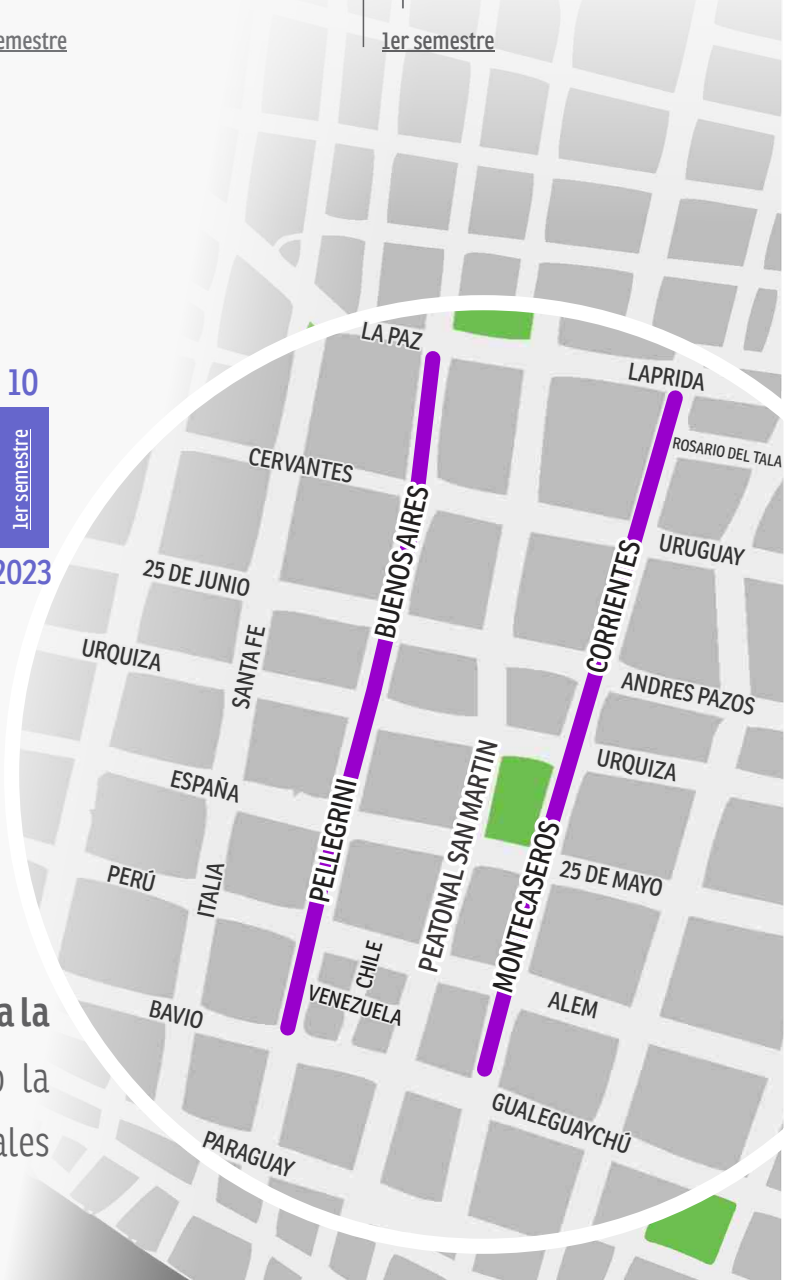 emestre
1er semestre
10
1er semestre
2023
LA PAZ
LAPRIDA
ROSARIO DEL TALA
CERVANTES
BUENOS AIRES
CORRIENTES
URUGUAY
25 DE JUNIO
SANTA FE
URQUIZA
ANDRES PAZOS
URQUIZA
ESPAÑA
PELLEGRINI
PEATONAL SAN MARTIN
MONTECASEROS
25 DE MAYO
PERÚ
ITALIA
CHILE
VENEZUELA
ALEM
BAVIO
GUALEGUAYCHÚ
PARAGUAY
a la
o la
ales